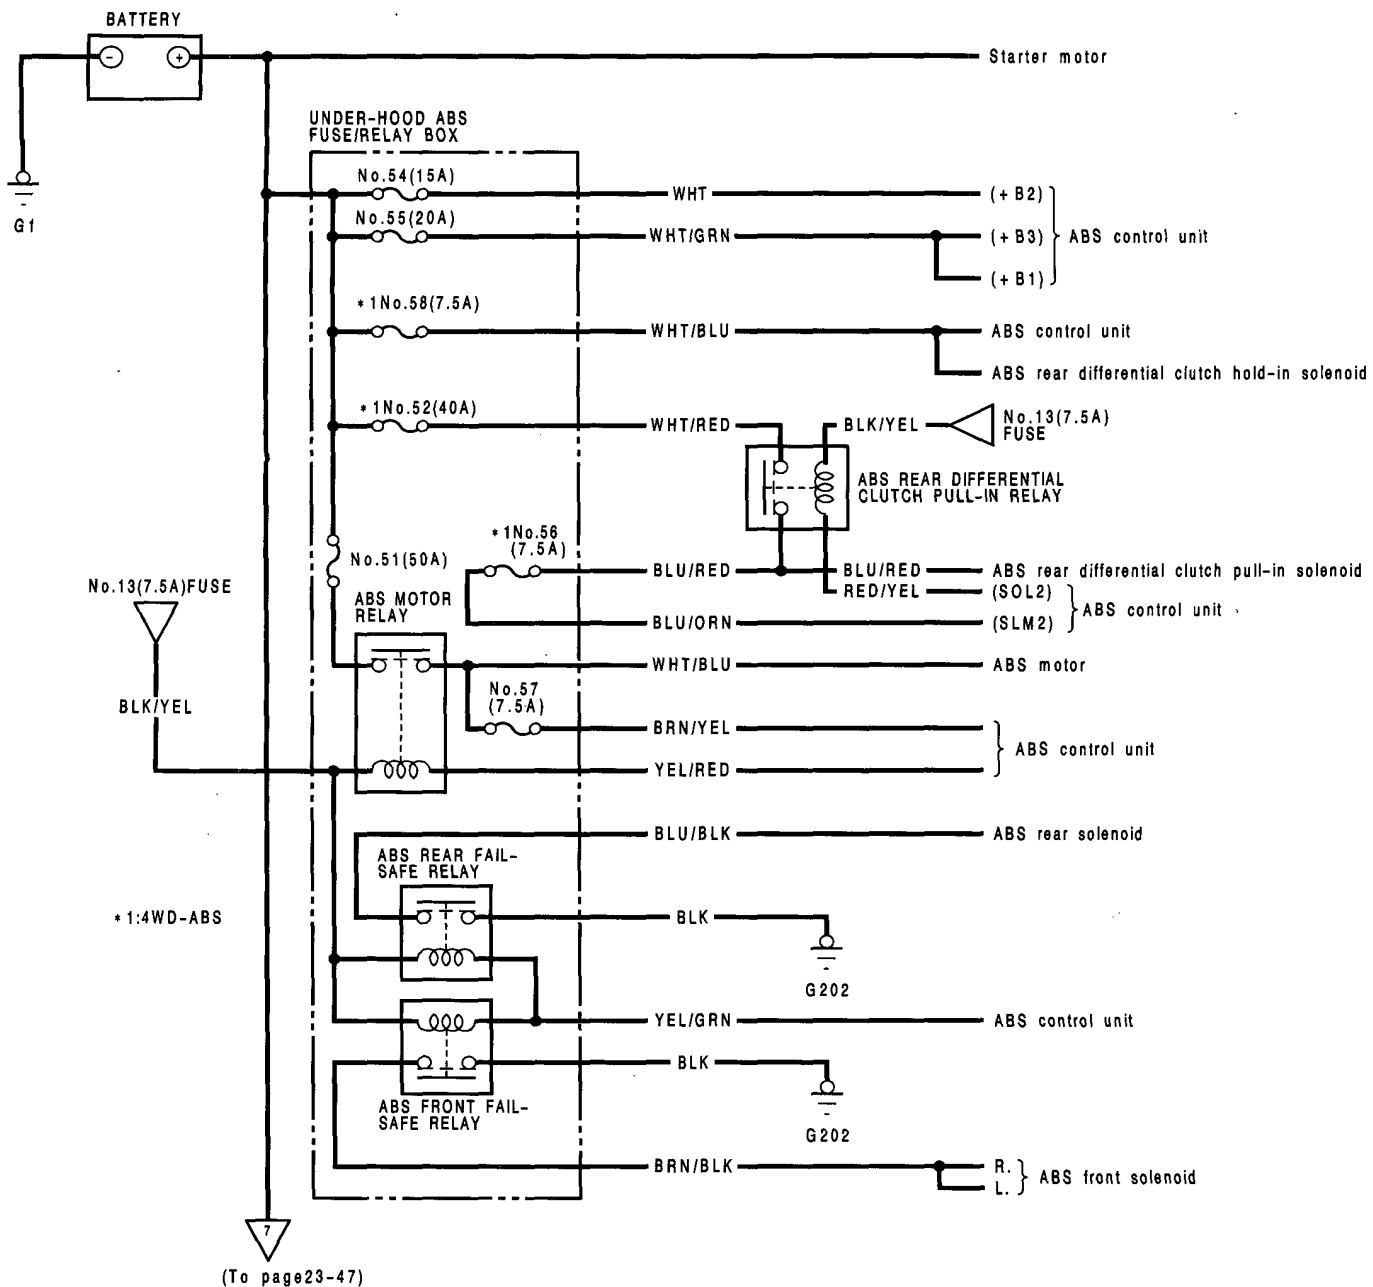 BATTERY
-
+
Starter motor
UNDER-HOOD ABS
FUSE/RELAY BOX
G1
No.54(15A)
WHT
(+B2)
No.55(20A)
WHT/GRN
(+B3)
ABS control unit
(+B1)
*1No.58(7.5A)
WHT/BLU
ABS control unit
ABS rear differential clutch hold-in solenoid
*1No.52(40A)
WHT/RED
BLK/YEL
No.13(7.5A)
FUSE
ABS REAR DIFFERENTIAL
CLUTCH PULL-IN RELAY
*1No.56
(7.5A)
No.51(50A)
BLU/RED
BLU/RED
ABS rear differential clutch pull-in solenoid
No.13(7.5A)FUSE
RED/YEL
(SOL2)
ABS control unit
ABS MOTOR
RELAY
BLU/ORN
(SLM2)
WHT/BLU
ABS motor
No.57
(7.5A)
BLK/YEL
BRN/YEL
ABS control unit
YEL/RED
BLU/BLK
ABS rear solenoid
ABS REAR FAIL-
SAFE RELAY
*1:4WD-ABS
BLK
G202
YEL/GRN
ABS control unit
BLK
ABS FRONT FAIL-
SAFE RELAY
G202
BRN/BLK
R.
L.
ABS front solenoid
7
(To page23-47)